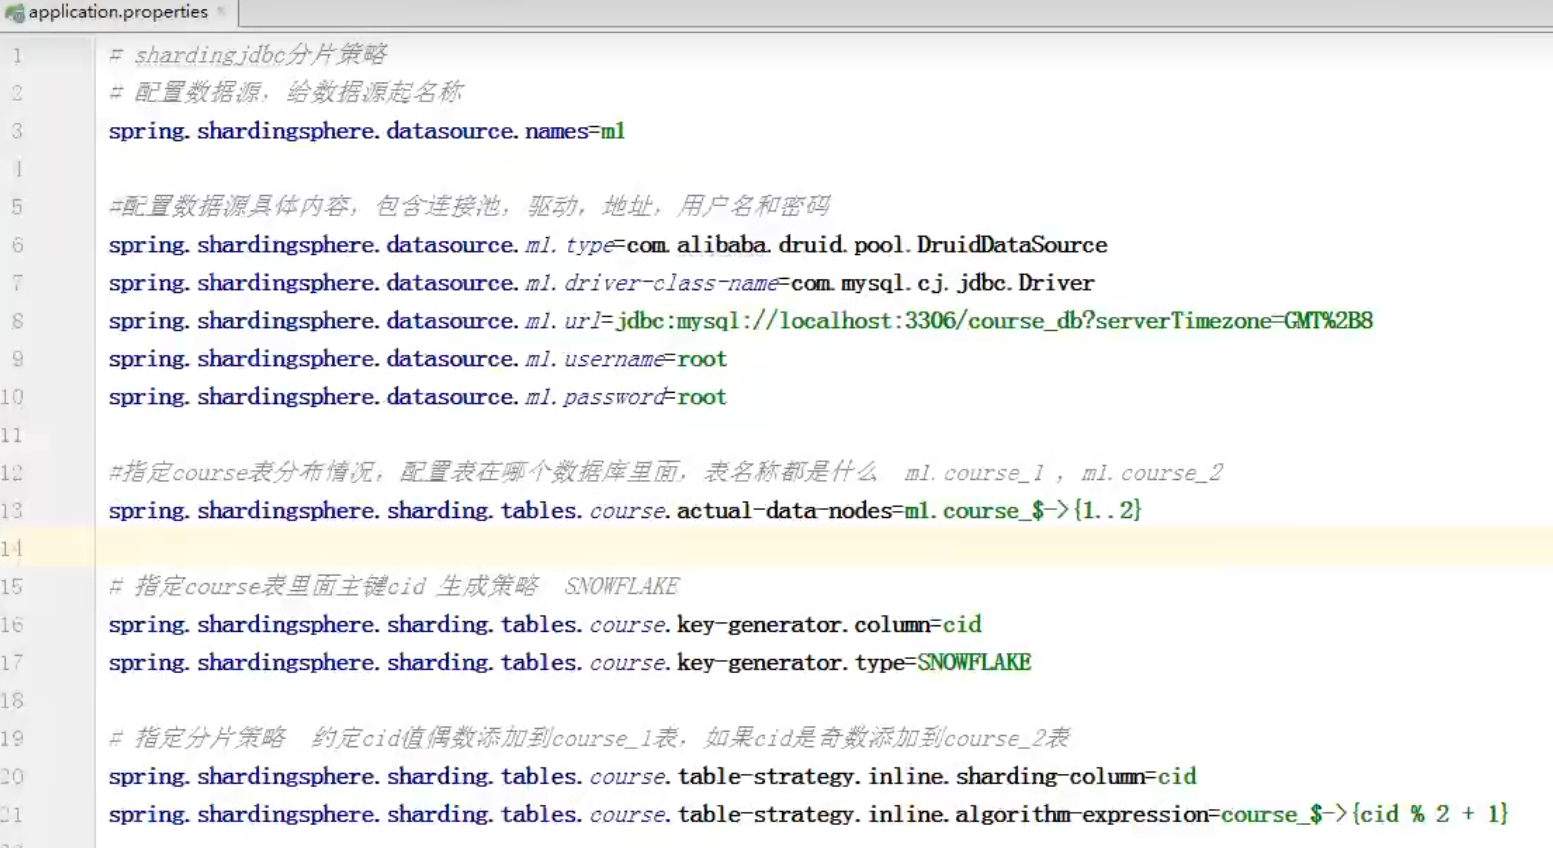 application.properties
1 # shardingjdbc分片策略
2 # 配置数据源，给数据源起名称
3 spring.shardingsphere.datasource.names=m1
4
5 #配置数据源具体内容，包含连接池，驱动，地址，用户名和密码
6 spring.shardingsphere.datasource.m1.type=com.alibaba.druid.pool.DruidDataSource
7 spring.shardingsphere.datasource.m1.driver-class-name=com.mysql.cj.jdbc.Driver
8 spring.shardingsphere.datasource.m1.url=jdbc:mysql://localhost:3306/course_db?serverTimezone=GMT%2B8
9 spring.shardingsphere.datasource.m1.username=root
10 spring.shardingsphere.datasource.m1.password=root
11
12 #指定course表分布情况，配置表在哪个数据库里面，表名称都是什么 m1.course_1 , m1.course_2
13 spring.shardingsphere.sharding.tables.course.actual-data-nodes=m1.course_$->{1..2}
14
15 # 指定course表里面主键cid 生成策略 SNOWFLAKE
16 spring.shardingsphere.sharding.tables.course.key-generator.column=cid
17 spring.shardingsphere.sharding.tables.course.key-generator.type=SNOWFLAKE
18
19 # 指定分片策略 约定cid值偶数添加到course_1表，如果cid是奇数添加到course_2表
20 spring.shardingsphere.sharding.tables.course.table-strategy.inline.sharding-column=cid
21 spring.shardingsphere.sharding.tables.course.table-strategy.inline.algorithm-expression=course_$->{cid % 2 + 1}